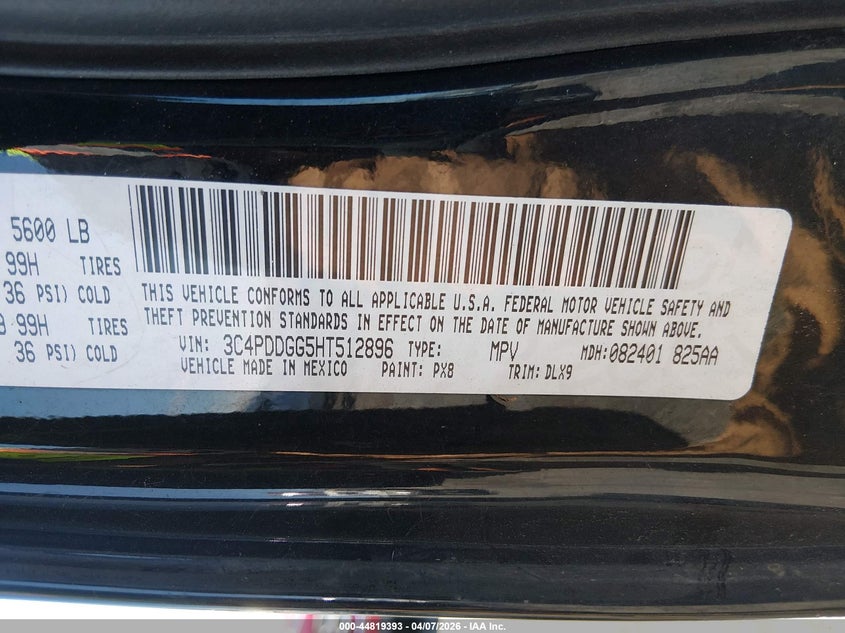 5600 LB
99H TIRES
36 PSI) COLD
99H TIRES
36 PSI) COLD
THIS VEHICLE CONFORMS TO ALL APPLICABLE U.S.A. FEDERAL MOTOR VEHICLE SAFETY AND
THEFT PREVENTION STANDARDS IN EFFECT ON THE DATE OF MANUFACTURE SHOWN ABOVE.
VIN: 3C4PDDGG5HT512896 TYPE: MPV MDH:082401 825AA
VEHICLE MADE IN MEXICO PAINT: PX8 TRIM: DLX9
000-44819393 - 04/07/2026 - IAA Inc.